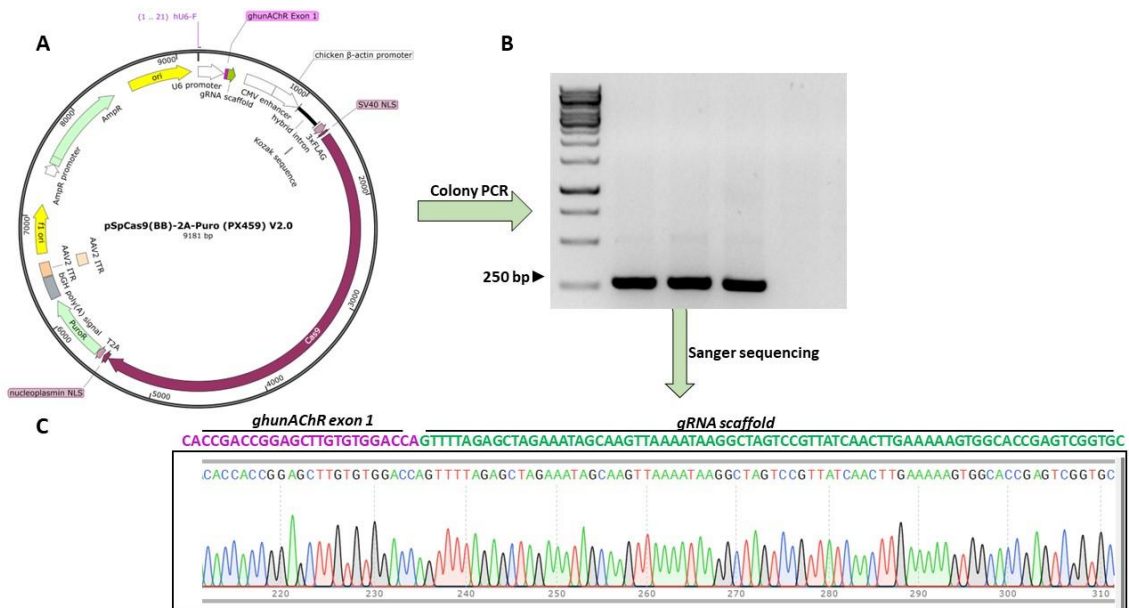 A
(1 .. 21) hU6-F
ghunAChR Exon 1
chicken β-actin promoter
SV40 NLS
9000
ori
U6 promoter
gRNA scaffold
CMV enhancer
1000
hybrid intron
3xFLAG
Kozak sequence
AmpR
8000
AmpR promoter
2000
7000
f1 ori
AAV2 ITR
AAV2 ITR
bGH poly(A) signal
pSpCas9(BB)-2A-Puro (PX459) V2.0
9181 bp
PuroR
6000
T2A
3000
Cas9
nucleoplasmin NLS
5000
4000
Colony PCR
B
250 bp
Sanger sequencing
C
ghunAChR exon 1
gRNA scaffold
CACCGACCGGAGCTTGTGTGGACCAGTTTTAGAGCTAGAAATAGCAAGTTAAAATAAGGCTAGTCCGTTATCAACTTGAAAAAGTGGCACCGAGTCGGTGC
CACCACCGGAGCTTGTGTGGACCAGTTTTAGAGCTAGAAATAGCAAGTTAAAATAAGGCTAGTCCGTTATCAACTTGAAAAAGTGGCACCGAGTCGGTGC
220 230 240 250 260 270 280 290 300 310